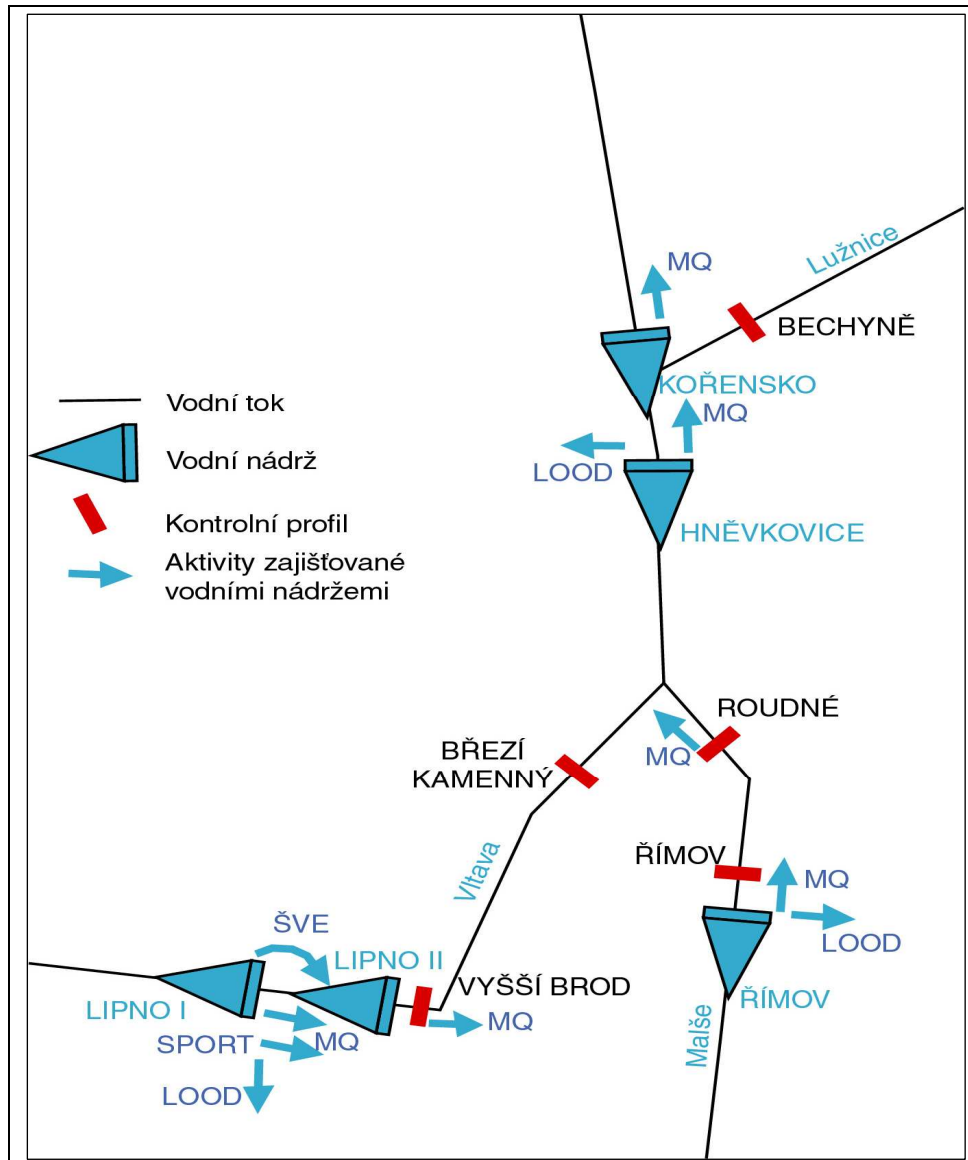 MQ
Lužnice
BECHYNĚ
KOŘENSKO
MQ
LOOD
HNĚVKOVICE
Vodní tok
Vodní nádrž
Kontrolní profil
Aktivity zajišťované
vodními nádržemi
ROUDNÉ
MQ
BŘEZÍ
KAMENNÝ
Vltava
ŘÍMOV
MQ
LOOD
ŘÍMOV
Malše
ŠVE
LIPNO II
LIPNO I
VYŠŠÍ BROD
MQ
SPORT
MQ
LOOD